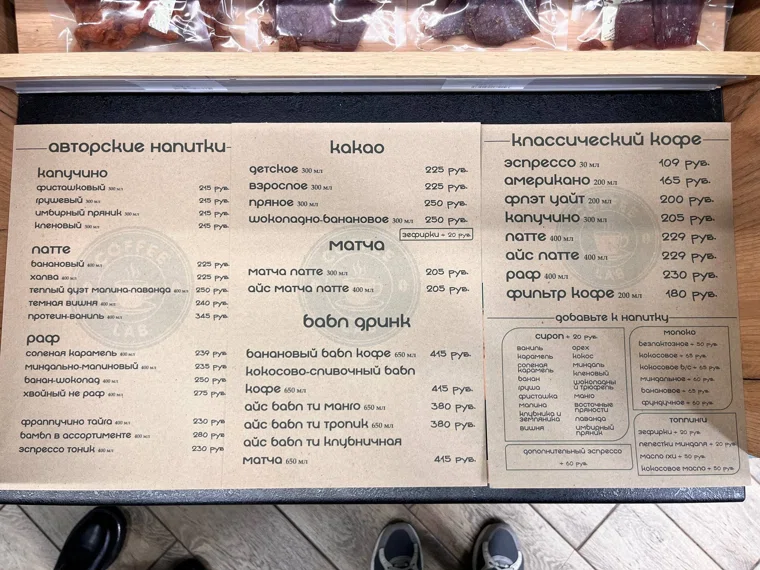 авторские напитки
капучино
фисташковый 300 мл 215 руб.
грушевый 300 мл 215 руб.
имбирный пряник 300 мл 215 руб.
кленовый 300 мл 215 руб.
латте
банановый 400 мл 225 руб.
халва 400 мл 225 руб.
теплый дуэт малина-лаванда 400 мл 250 руб.
темная вишня 400 мл 240 руб.
протеин-ваниль 400 мл 345 руб.
раф
соленая карамель 400 мл 239 руб.
миндально-малиновый 400 мл 235 руб.
банан-шоколад 400 мл 250 руб.
хвойный не раф 400 мл 275 руб.
фраппучино тайга 400 мл 230 руб.
бамбл в ассортименте 400 мл 280 руб.
эспрессо тоник 400 мл 230 руб
COFFEE
LAB
какао
детское 300 мл 225 руб.
взрослое 300 мл 225 руб.
пряное 300 мл 250 руб.
шоколадно-банановое 300 мл 250 руб.
зефирки + 20 руб.
матча
матча латте 300 мл 205 руб.
айс матча латте 400 мл 205 руб.
бабл дринк
банановый бабл кофе 650 мл 415 руб.
кокосово-сливочный бабл
кофе 650 мл 415 руб.
айс бабл ти манго 650 мл 380 руб.
айс бабл ти тропик 650 мл 380 руб.
айс бабл ти клубничная
матча 650 мл 415 руб.
классический кофе
эспрессо 30 мл 109 руб.
американо 200 мл 165 руб.
флэт уайт 200 мл 200 руб.
капучино 300 мл 205 руб.
латте 400 мл 229 руб.
айс латте 400 мл 229 руб.
раф 400 мл 230 руб.
фильтр кофе 200 мл 180 руб.
LAB
добавьте к напитку
сироп + 20 руб.
ваниль
карамель
соленая
карамель
банан
груша
фисташка
малина
клубника и
земляника
вишня
орех
кокос
миндаль
кленовый
шоколадный
и трюфель
манго
восточные
пряности
лаванда
имбирный
пряник
дополнительный эспрессо
+ 50 руб.
молоко
безлактозное + 50 руб.
кокосовое + 65 руб.
кокосовое б/с + 65 руб.
миндальное + 50 руб.
банановое + 65 руб.
фундучное + 50 руб.
топпинги
зефирки + 20 руб.
лепестки миндаля + 20 руб.
масло гхи + 50 руб.
кокосовое масло + 50 руб.